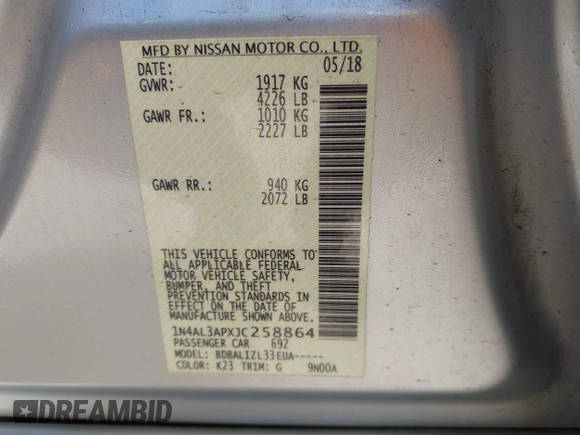 MFD BY NISSAN MOTOR CO., LTD.
DATE: 05/18
GVWR: 1917 KG
4226 LB
GAWR FR.: 1010 KG
2227 LB
GAWR RR.: 940 KG
2072 LB
THIS VEHICLE CONFORMS TO
ALL APPLICABLE FEDERAL
MOTOR VEHICLE SAFETY,
BUMPER, AND THEFT
PREVENTION STANDARDS IN
EFFECT ON THE DATE OF
MANUFACTURE SHOWN ABOVE.
1N4AL3APXJC258864
PASSENGER CAR 692
MODEL: BDBALIZL33EUA-----
COLOR: K23 TRIM: G 9N00A
DREAMBID